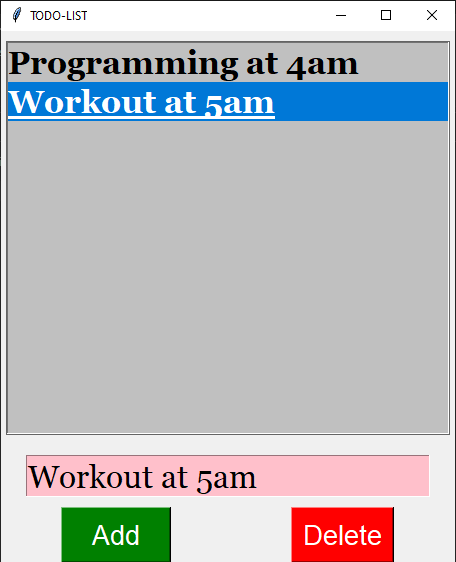 TODO-LIST
Programming at 4am
Workout at 5am
Workout at 5am
Add
Delete